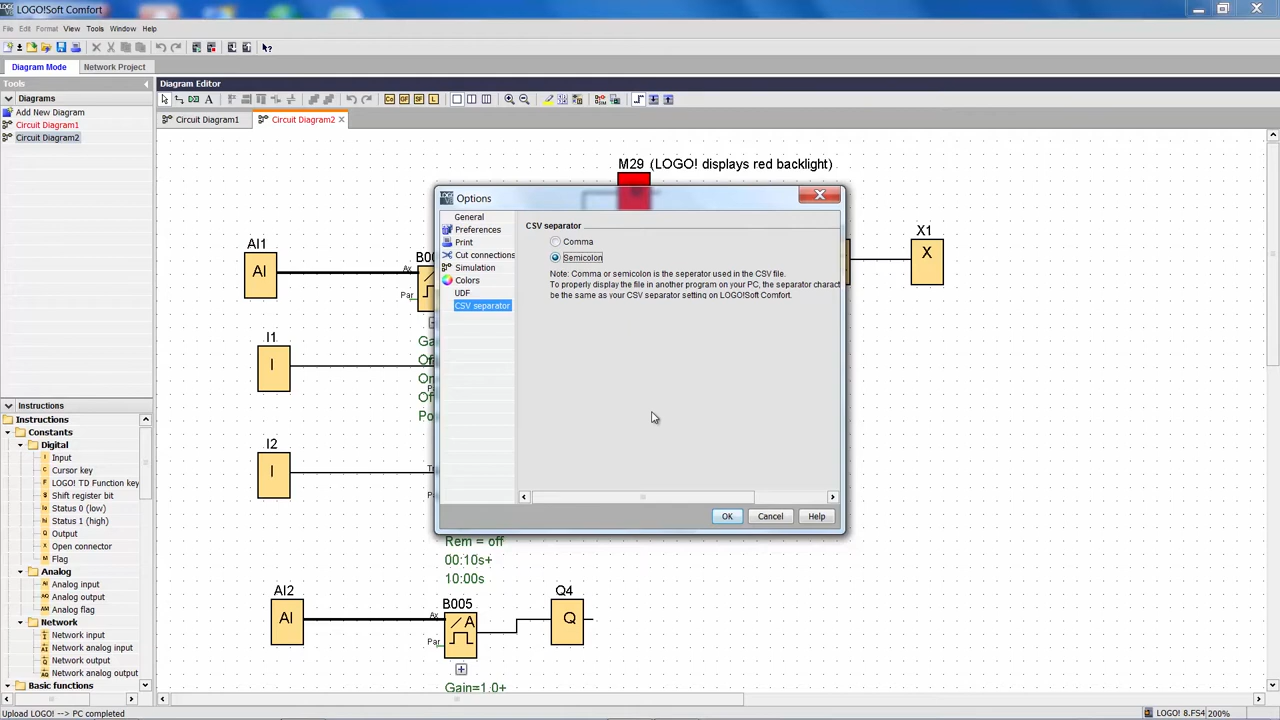 LOGO!Soft Comfort
File Edit Format View Tools Window Help
Diagram Mode Network Project
Tools
Diagrams
Add New Diagram
Circuit Diagram1
Circuit Diagram2
Diagram Editor
Co GF SF L
Circuit Diagram1 Circuit Diagram2
M29 (LOGO! displays red backlight)
AI1
AI
Ax
Par
I1
I
I2
I
X1
X
Options
General
Preferences
Print
Cut connections
Simulation
Colors
UDF
CSV separator
CSV separator
Comma
Semicolon
Note: Comma or semicolon is the seperator used in the CSV file.
To properly display the file in another program on your PC, the separator charact
be the same as your CSV separator setting on LOGO!Soft Comfort.
OK Cancel Help
Rem = off
00:10s+
10:00s
AI2
AI
Ax
Par
B005
A
Q4
Q
Gain=1.0+
Instructions
Instructions
Constants
Digital
Input
Cursor key
LOGO! TD Function key
Shift register bit
Status 0 (low)
Status 1 (high)
Output
Open connector
Flag
Analog
Analog input
Analog output
Analog flag
Network
Network input
Network analog input
Network output
Network analog output
Basic functions
Upload LOGO! --> PC completed
LOGO! 8.FS4 200%